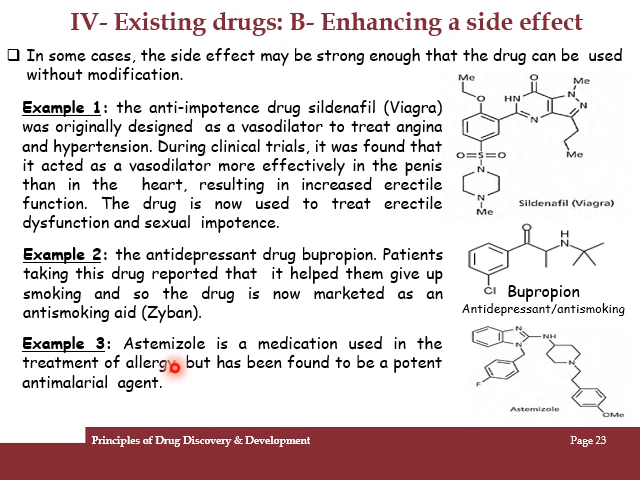 IV- Existing drugs: B- Enhancing a side effect
❑ In some cases, the side effect may be strong enough that the drug can be used
without modification.
Example 1: the anti-impotence drug sildenafil (Viagra)
was originally designed as a vasodilator to treat angina
and hypertension. During clinical trials, it was found that
it acted as a vasodilator more effectively in the penis
than in the heart, resulting in increased erectile
function. The drug is now used to treat erectile
dysfunction and sexual impotence.
Me
O
HN
O
N
Me
N
N
Me
O=S=O
N
N
Me
Sildenafil (Viagra)
Example 2: the antidepressant drug bupropion. Patients
taking this drug reported that it helped them give up
smoking and so the drug is now marketed as an
antismoking aid (Zyban).
O
H
N
Cl
Bupropion
Antidepressant/antismoking
Example 3: Astemizole is a medication used in the
treatment of allergy but has been found to be a potent
antimalarial agent.
N
NH
N
N
F
OMe
Astemizole
Principles of Drug Discovery & Development
Page 23